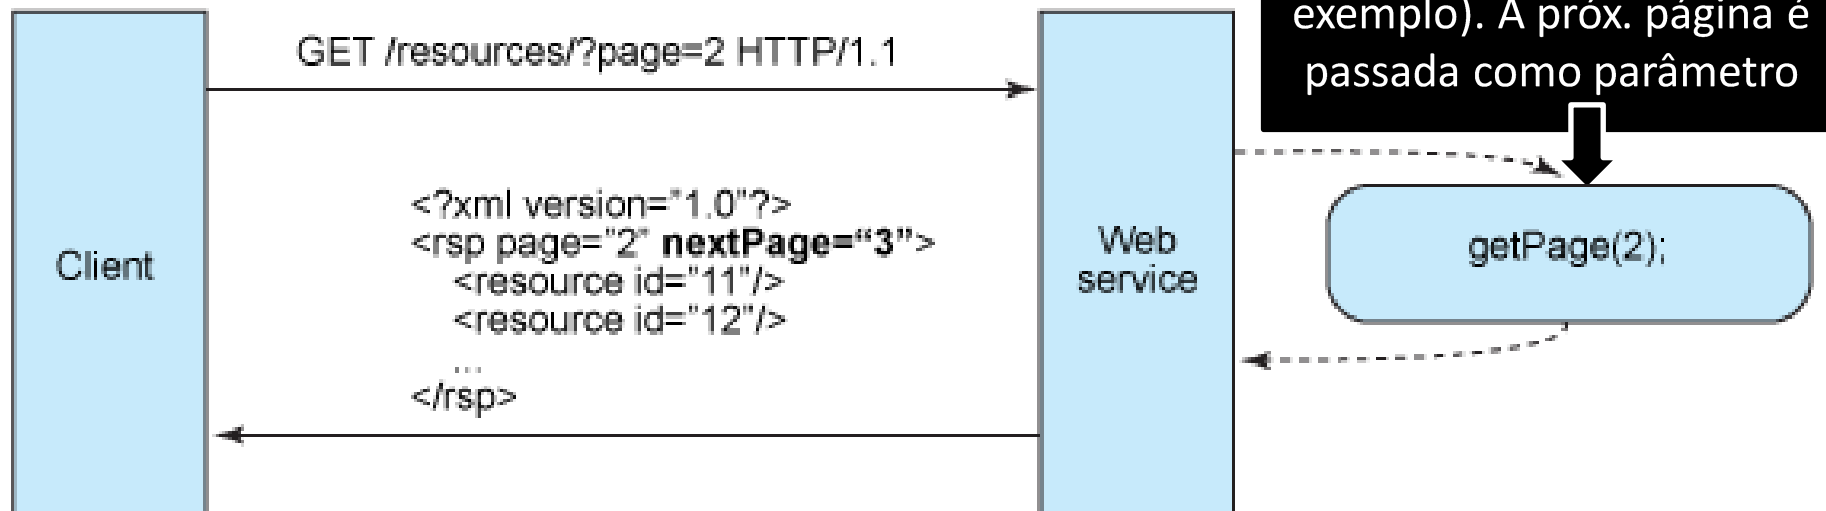 exemplo). A próx. página é
passada como parâmetro
GET /resources/?page=2 HTTP/1.1
<?xml version="1.0"?>
<rsp page="2" nextPage="3">
<resource id="11"/>
<resource id="12"/>
...
</rsp>
Client
Web
service
getPage(2);